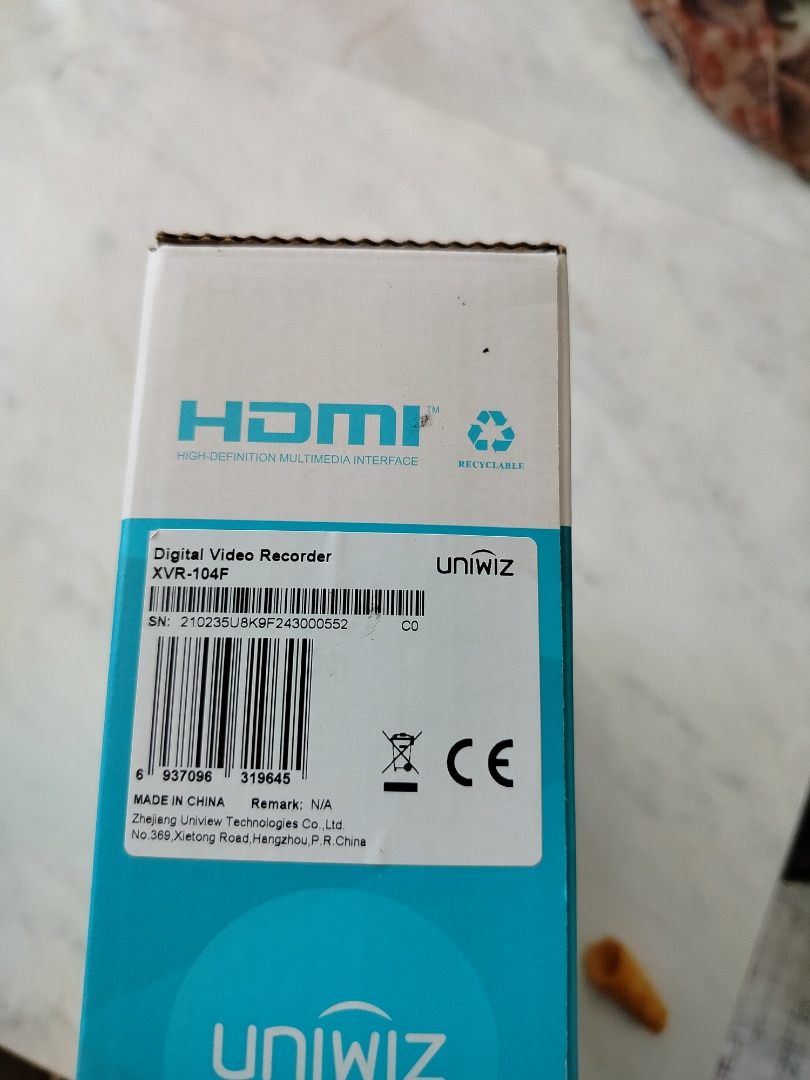 HDMI™
HIGH-DEFINITION MULTIMEDIA INTERFACE
RECYCLABLE
Digital Video Recorder
XVR-104F
UNIWIZ
SN: 210235U8K9F243000552 C0
6 937096 319645
CE
MADE IN CHINA Remark: N/A
Zhejiang Uniview Technologies Co.,Ltd.
No.369,Xietong Road,Hangzhou,P.R.China
UNIWIZ